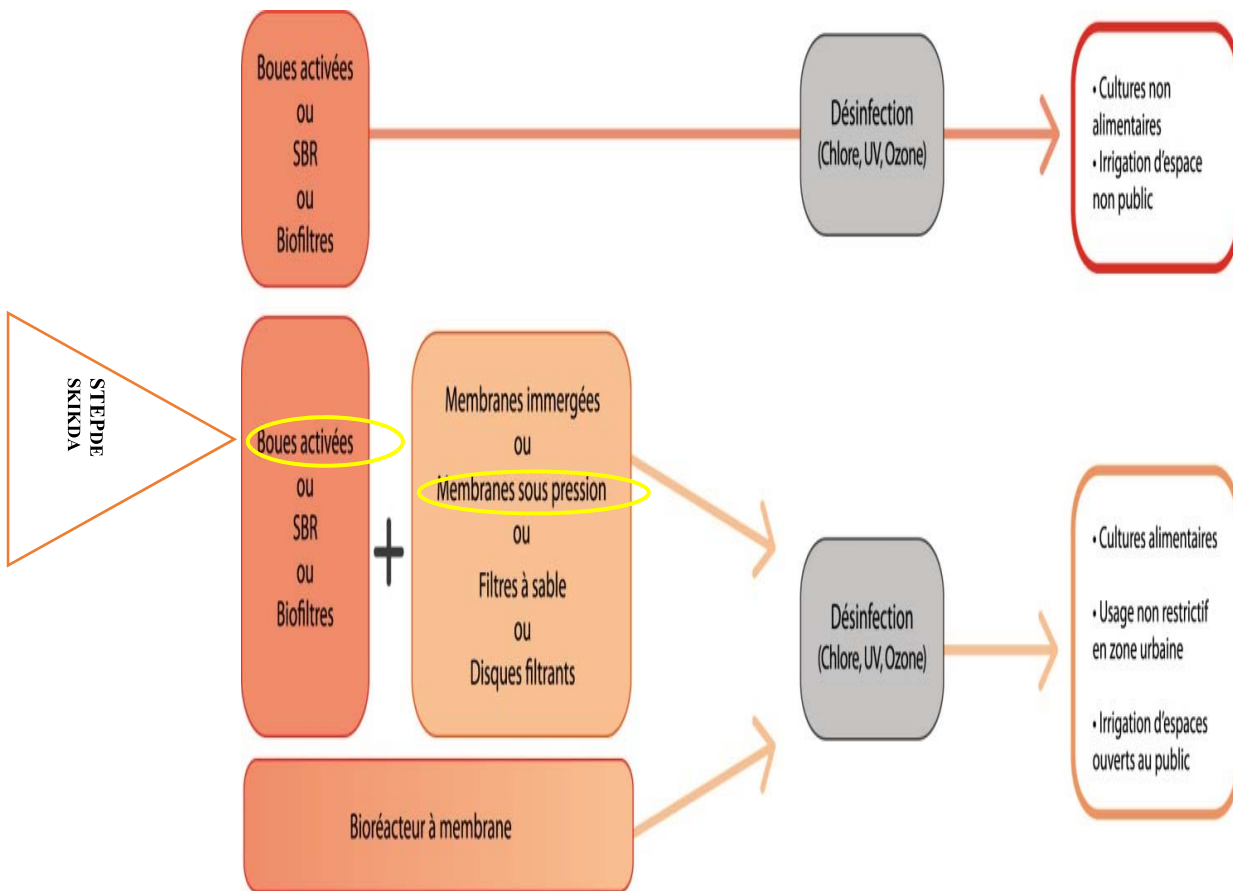 Boues activées
ou
SBR
ou
Biofiltres
Désinfection
(Chlore, UV, Ozone)
• Cultures non
alimentaires
• Irrigation d'espace
non public
STEPDE
SKIKDA
Boues activées
ou
SBR
ou
Biofiltres
+
Membranes immergées
ou
Membranes sous pression
ou
Filtres à sable
ou
Disques filtrants
Bioréacteur à membrane
Désinfection
(Chlore, UV, Ozone)
• Cultures alimentaires
• Usage non restrictif
en zone urbaine
• Irrigation d'espaces
ouverts au public